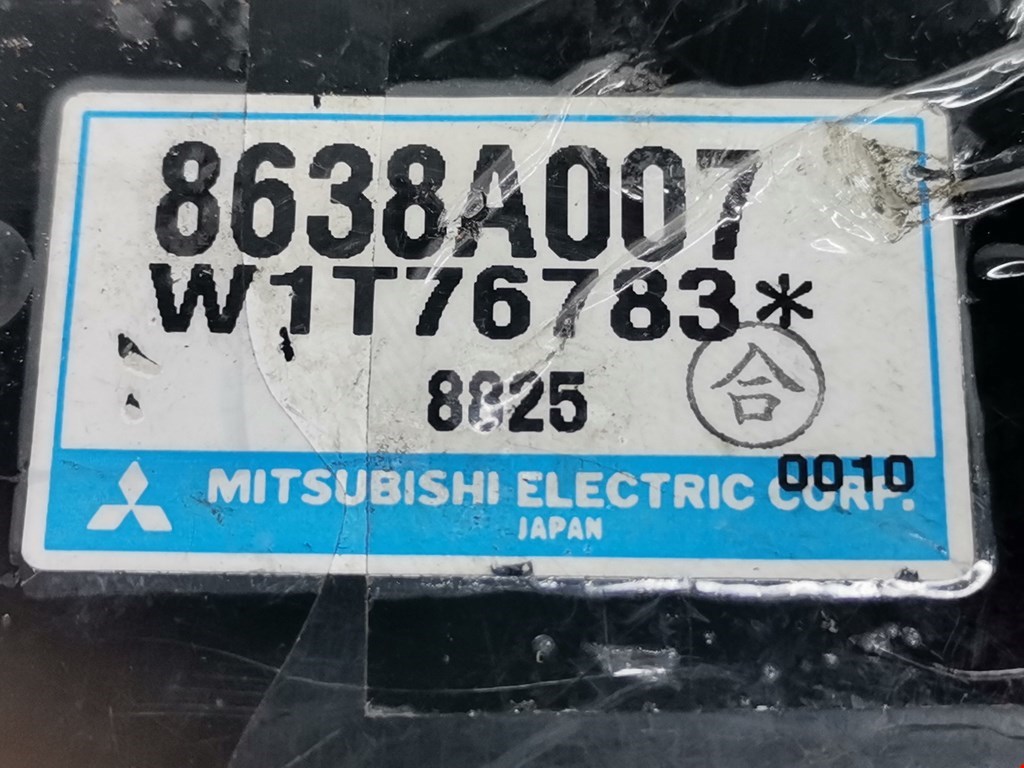 8638A007
W1T76783*
8825
合
0010
MITSUBISHI ELECTRIC CORP.
JAPAN